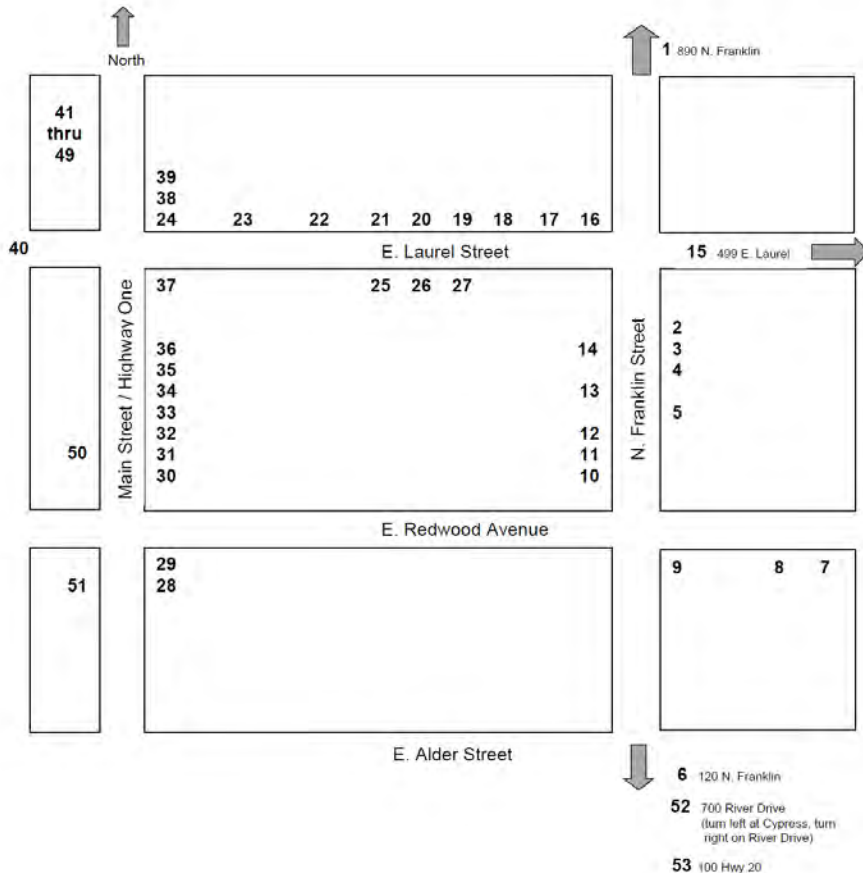 1 890 N. Franklin
North
41
thru
49
39
38
24 23 22 21 20 19 18 17 16
40
E. Laurel Street
15 499 E. Laurel
37 25 26 27
2
36 14 3
35 4
34 13
33 5
32 12
50 31 11
30 10
Main Street / Highway One
N. Franklin Street
E. Redwood Avenue
29 9 8 7
51 28
E. Alder Street
6 120 N. Franklin
52 700 River Drive
(turn left at Cypress, turn
right on River Drive)
53 100 Hwy 20